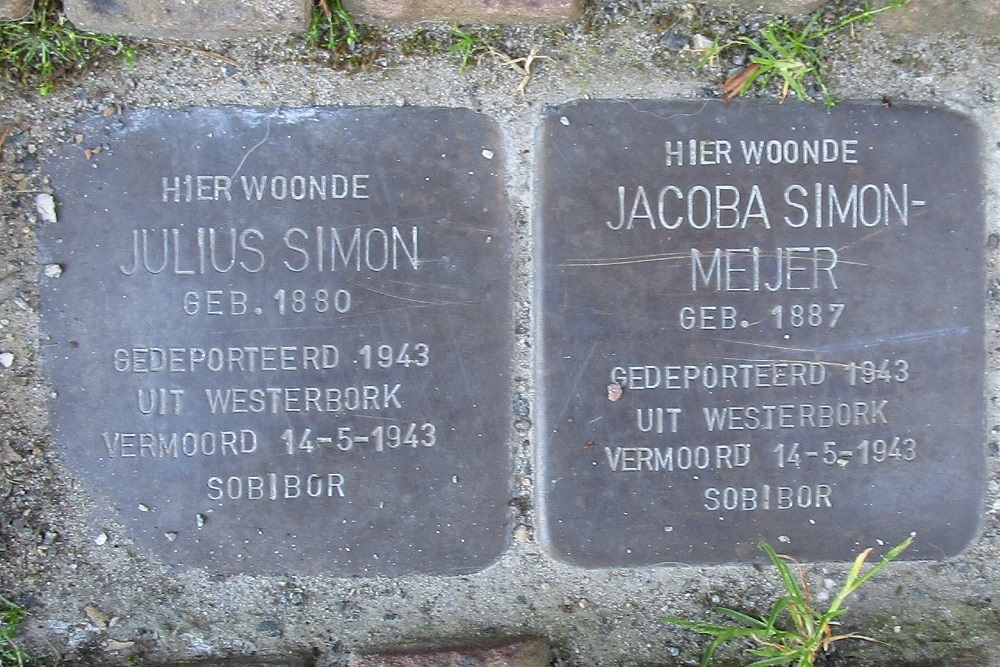 HIER WOONDE
JULIUS SIMON
GEB. 1880
GEDEPORTEERD 1943
UIT WESTERBORK
VERMOORD 14-5-1943
SOBIBOR
HIER WOONDE
JACOBA SIMON-
MEIJER
GEB. 1887
GEDEPORTEERD 1943
UIT WESTERBORK
VERMOORD 14-5-1943
SOBIBOR